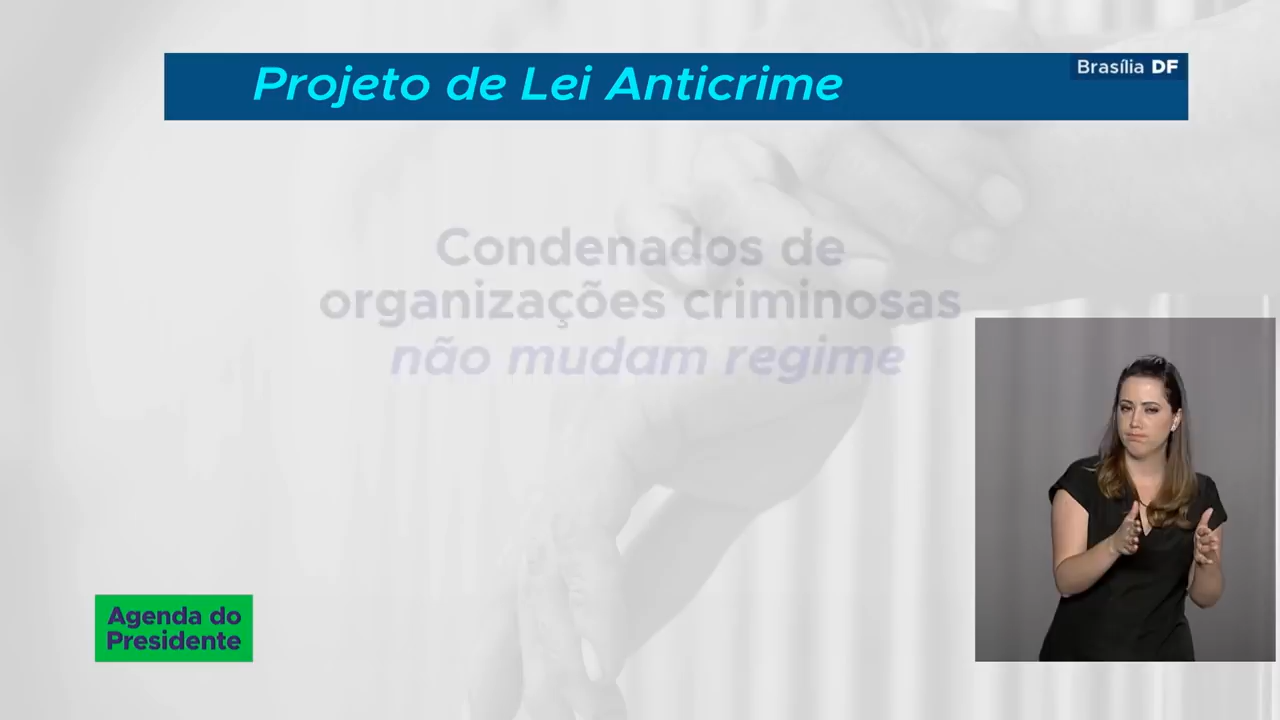 Projeto de Lei Anticrime
Brasília DF
Condenados de
organizações criminosas
não mudam regime
Agenda do
Presidente